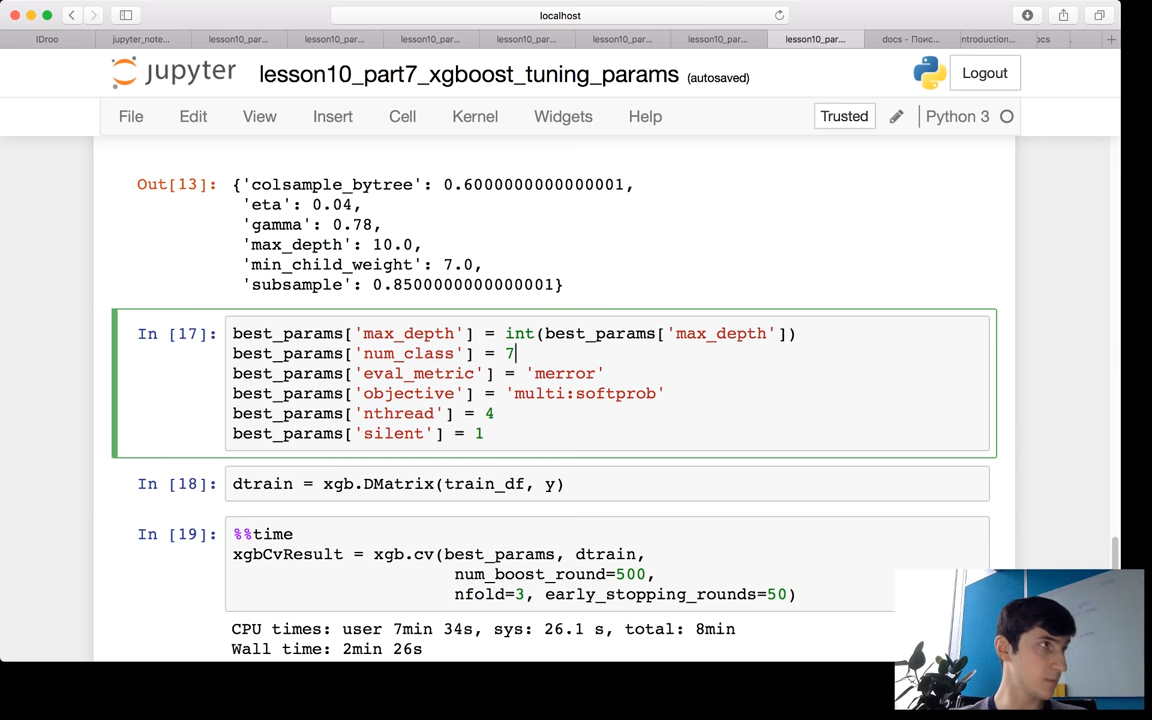 localhost
IDroo
jupyter_note...
lesson10_par...
lesson10_par...
lesson10_par...
lesson10_par...
lesson10_par...
lesson10_par...
lesson10_par...
docs - Поис...
ntroduction...
ocs
jupyter
lesson10_part7_xgboost_tuning_params (autosaved)
Logout
File Edit View Insert Cell Kernel Widgets Help
Trusted
Python 3
Out[13]: {'colsample_bytree': 0.6000000000000001,
'eta': 0.04,
'gamma': 0.78,
'max_depth': 10.0,
'min_child_weight': 7.0,
'subsample': 0.8500000000000001}
In [17]: best_params['max_depth'] = int(best_params['max_depth'])
best_params['num_class'] = 7
best_params['eval_metric'] = 'merror'
best_params['objective'] = 'multi:softprob'
best_params['nthread'] = 4
best_params['silent'] = 1
In [18]: dtrain = xgb.DMatrix(train_df, y)
In [19]: %%time
xgbCvResult = xgb.cv(best_params, dtrain,
num_boost_round=500,
nfold=3, early_stopping_rounds=50)
CPU times: user 7min 34s, sys: 26.1 s, total: 8min
Wall time: 2min 26s